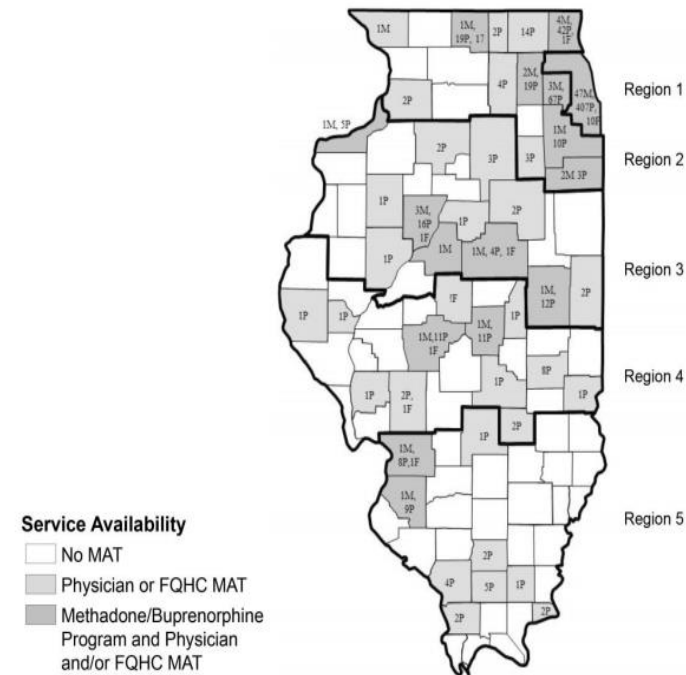 1M
1M,
19P, 17
2P
14P
4M,
42P,
1F
2P
4P
2M,
19P
3M,
67P
47M,
407P,
10F
Region 1
1M, 5P
2P
3P
3P
1M
10P
2M 3P
Region 2
1P
3M,
16P
1F
1P
2P
1P
1M
1M, 4P, 1F
1M,
12P
2P
Region 3
1P
1P
1M,11P
1F
1M,
11P
1P
1P
8P
1P
1P
2P,
1F
2P
Region 4
1P
1M,
8P,1F
1M,
9P
Region 5
2P
4P
5P
1P
2P
2P
Service Availability
No MAT
Physician or FQHC MAT
Methadone/Buprenorphine
Program and Physician
and/or FQHC MAT